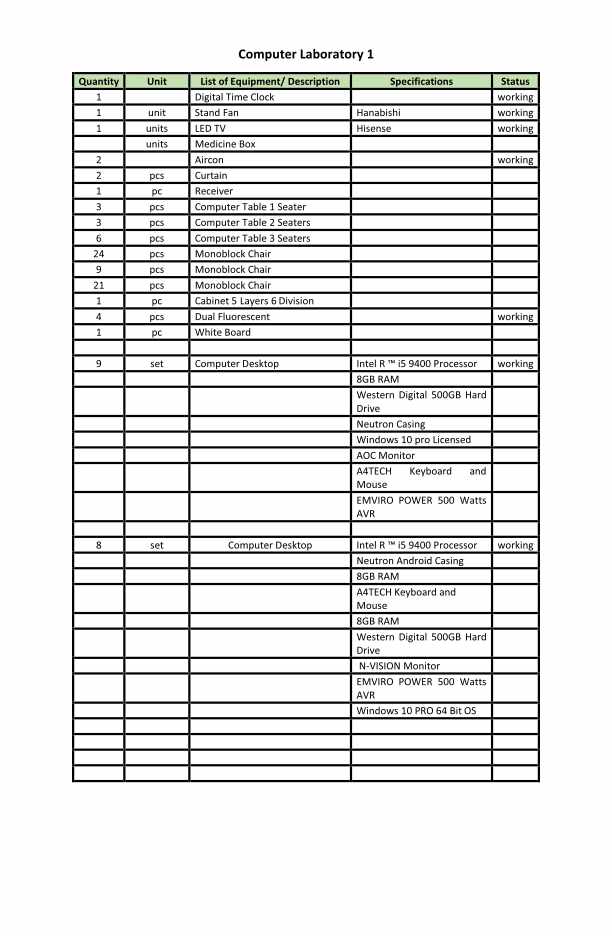 Computer Laboratory 1
Quantity Unit List of Equipment/ Description Specifications Status
1 Digital Time Clock working
1 unit Stand Fan Hanabishi working
1 units LED TV Hisense working
units Medicine Box
2 Aircon working
2 pcs Curtain
1 pc Receiver
3 pcs Computer Table 1 Seater
3 pcs Computer Table 2 Seaters
6 pcs Computer Table 3 Seaters
24 pcs Monoblock Chair
9 pcs Monoblock Chair
21 pcs Monoblock Chair
1 pc Cabinet 5 Layers 6 Division
4 pcs Dual Fluorescent working
1 pc White Board
9 set Computer Desktop Intel R ™ i5 9400 Processor working
8GB RAM
Western Digital 500GB Hard
Drive
Neutron Casing
Windows 10 pro Licensed
AOC Monitor
A4TECH Keyboard and
Mouse
EMVIRO POWER 500 Watts
AVR
8 set Computer Desktop Intel R ™ i5 9400 Processor working
Neutron Android Casing
8GB RAM
A4TECH Keyboard and
Mouse
8GB RAM
Western Digital 500GB Hard
Drive
N-VISION Monitor
EMVIRO POWER 500 Watts
AVR
Windows 10 PRO 64 Bit OS